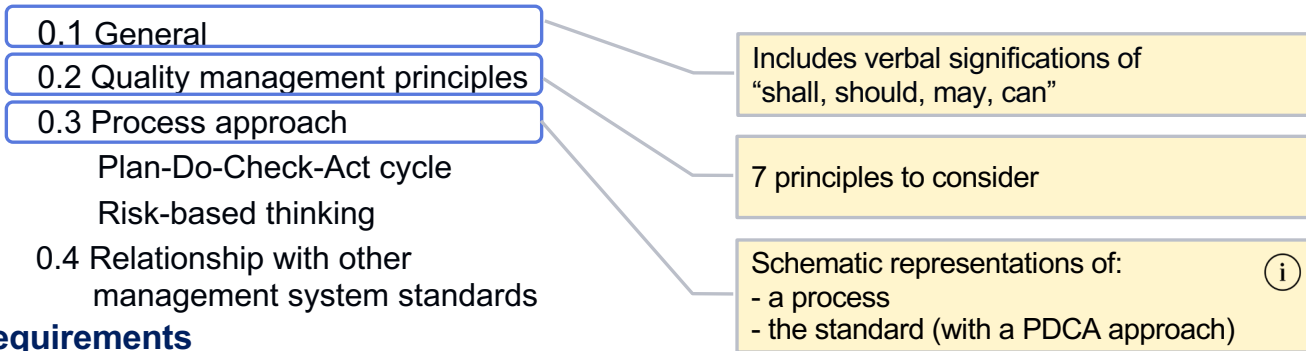 0.1 General
0.2 Quality management principles
0.3 Process approach
Plan-Do-Check-Act cycle
Risk-based thinking
0.4 Relationship with other
management system standards
equirements
Includes verbal significations of
“shall, should, may, can”
7 principles to consider
Schematic representations of:
i
- a process
- the standard (with a PDCA approach)